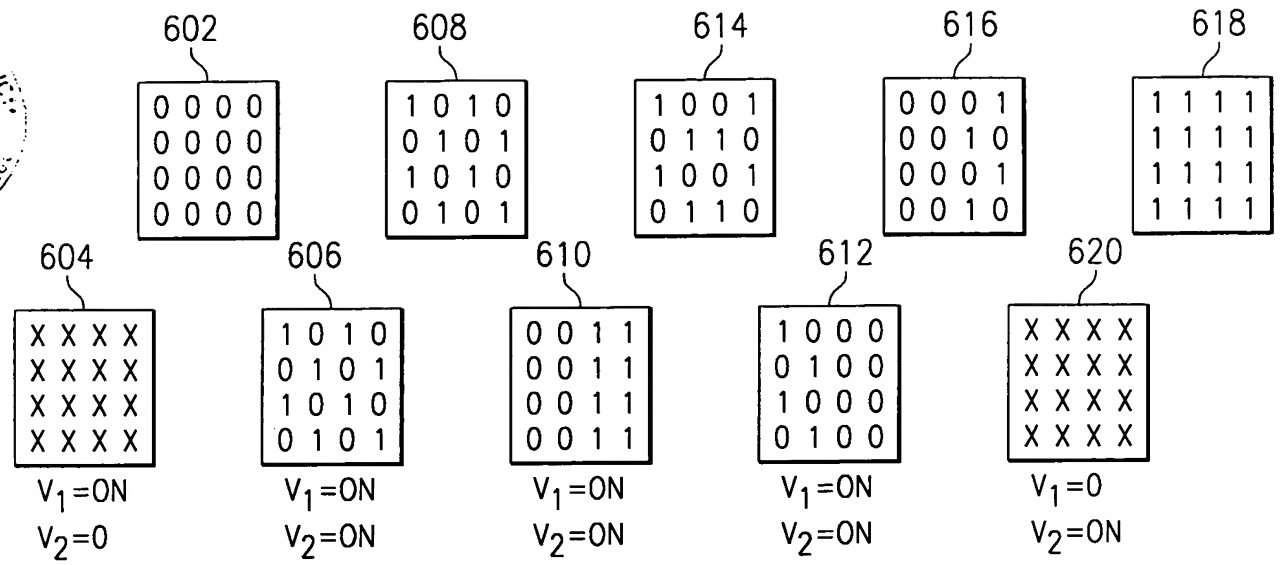 602 608 614 616 618
0 0 0 0 1 0 1 0 1 0 0 1 0 0 0 1 1 1 1 1
0 0 0 0 0 1 0 1 0 1 1 0 0 0 1 0 1 1 1 1
0 0 0 0 1 0 1 0 1 0 0 1 0 0 0 1 1 1 1 1
0 0 0 0 0 1 0 1 0 1 1 0 0 0 1 0 1 1 1 1
604 606 610 612 620
X X X X 1 0 1 0 0 0 1 1 1 0 0 0 X X X X
X X X X 0 1 0 1 0 0 1 1 0 1 0 0 X X X X
X X X X 1 0 1 0 0 0 1 1 1 0 0 0 X X X X
X X X X 0 1 0 1 0 0 1 1 0 1 0 0 X X X X
V1=ON V1=ON V1=ON V1=ON V1=0
V2=0 V2=ON V2=ON V2=ON V2=ON